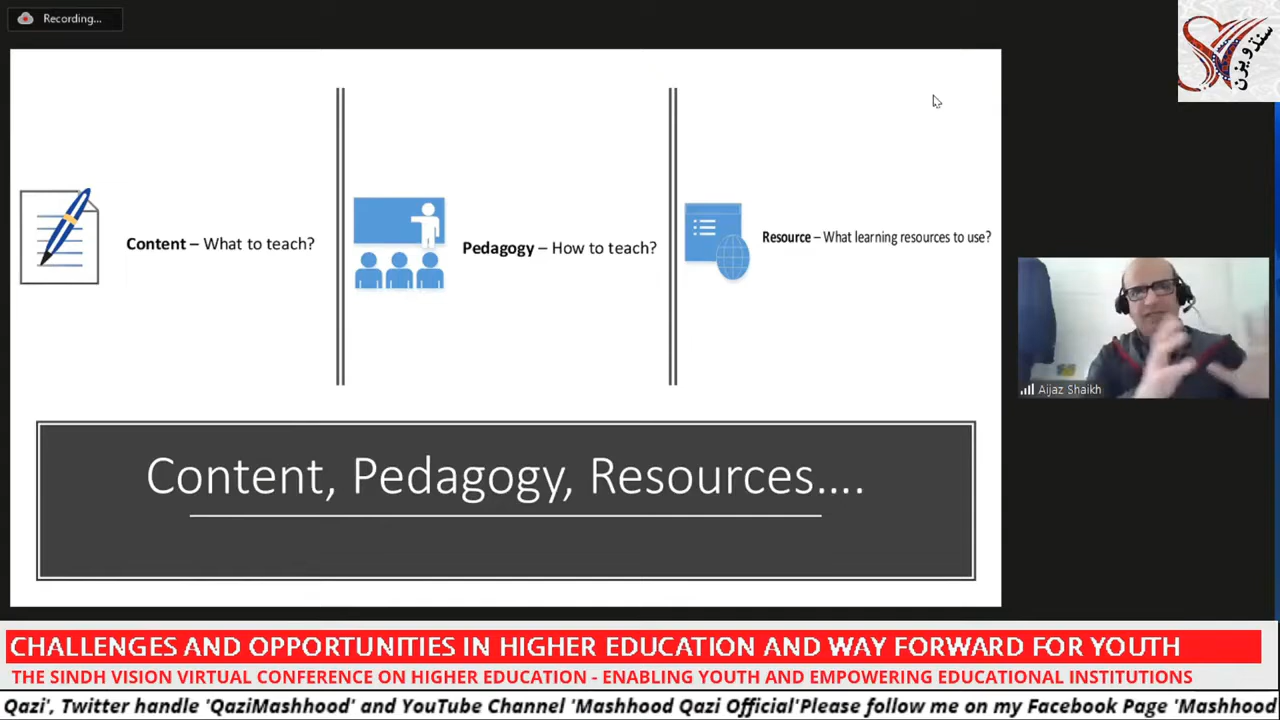 Recording...
سنڌ ويزن
Content – What to teach?
Pedagogy – How to teach?
Resource – What learning resources to use?
Aijaz Shaikh
Content, Pedagogy, Resources....
CHALLENGES AND OPPORTUNITIES IN HIGHER EDUCATION AND WAY FORWARD FOR YOUTH
THE SINDH VISION VIRTUAL CONFERENCE ON HIGHER EDUCATION - ENABLING YOUTH AND EMPOWERING EDUCATIONAL INSTITUTIONS
Qazi', Twitter handle 'QaziMashhood' and YouTube Channel 'Mashhood Qazi Official'Please follow me on my Facebook Page 'Mashhood